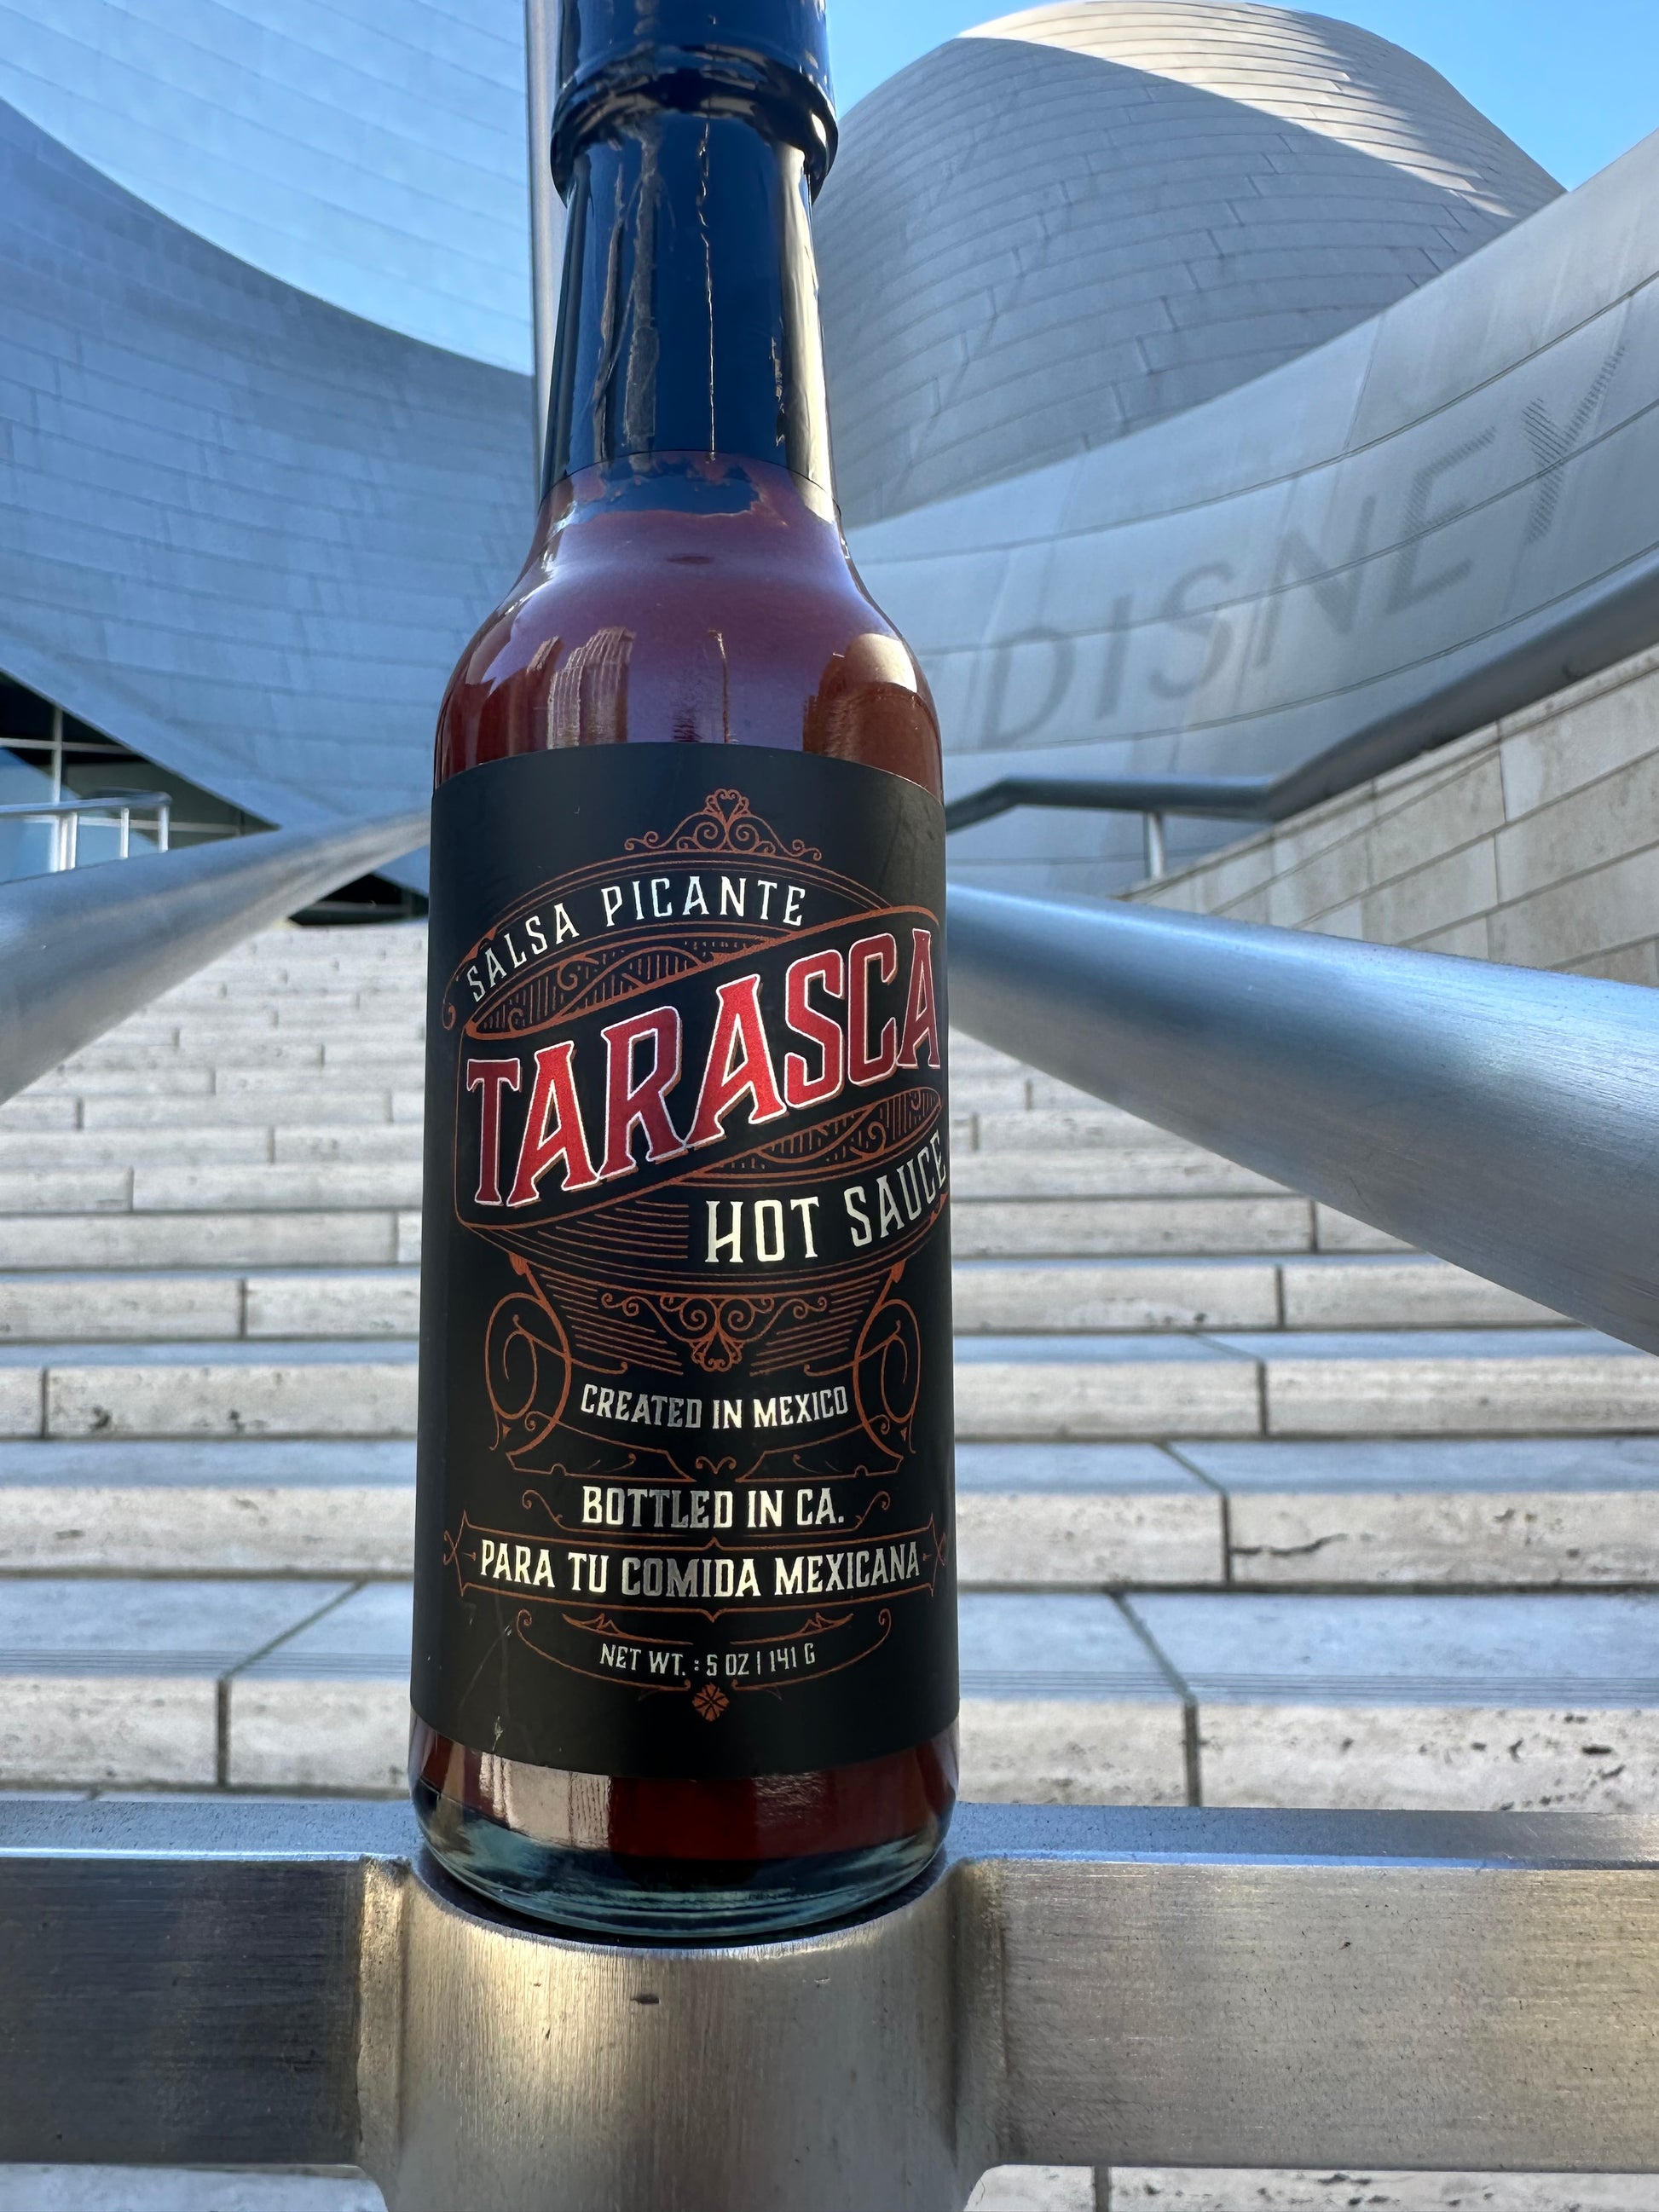 DISNEY
SALSA PICANTE
TARASCA
HOT SAUCE
CREATED IN MEXICO
BOTTLED IN CA.
PARA TU COMIDA MEXICANA
NET WT. : 5 OZ | 141 G